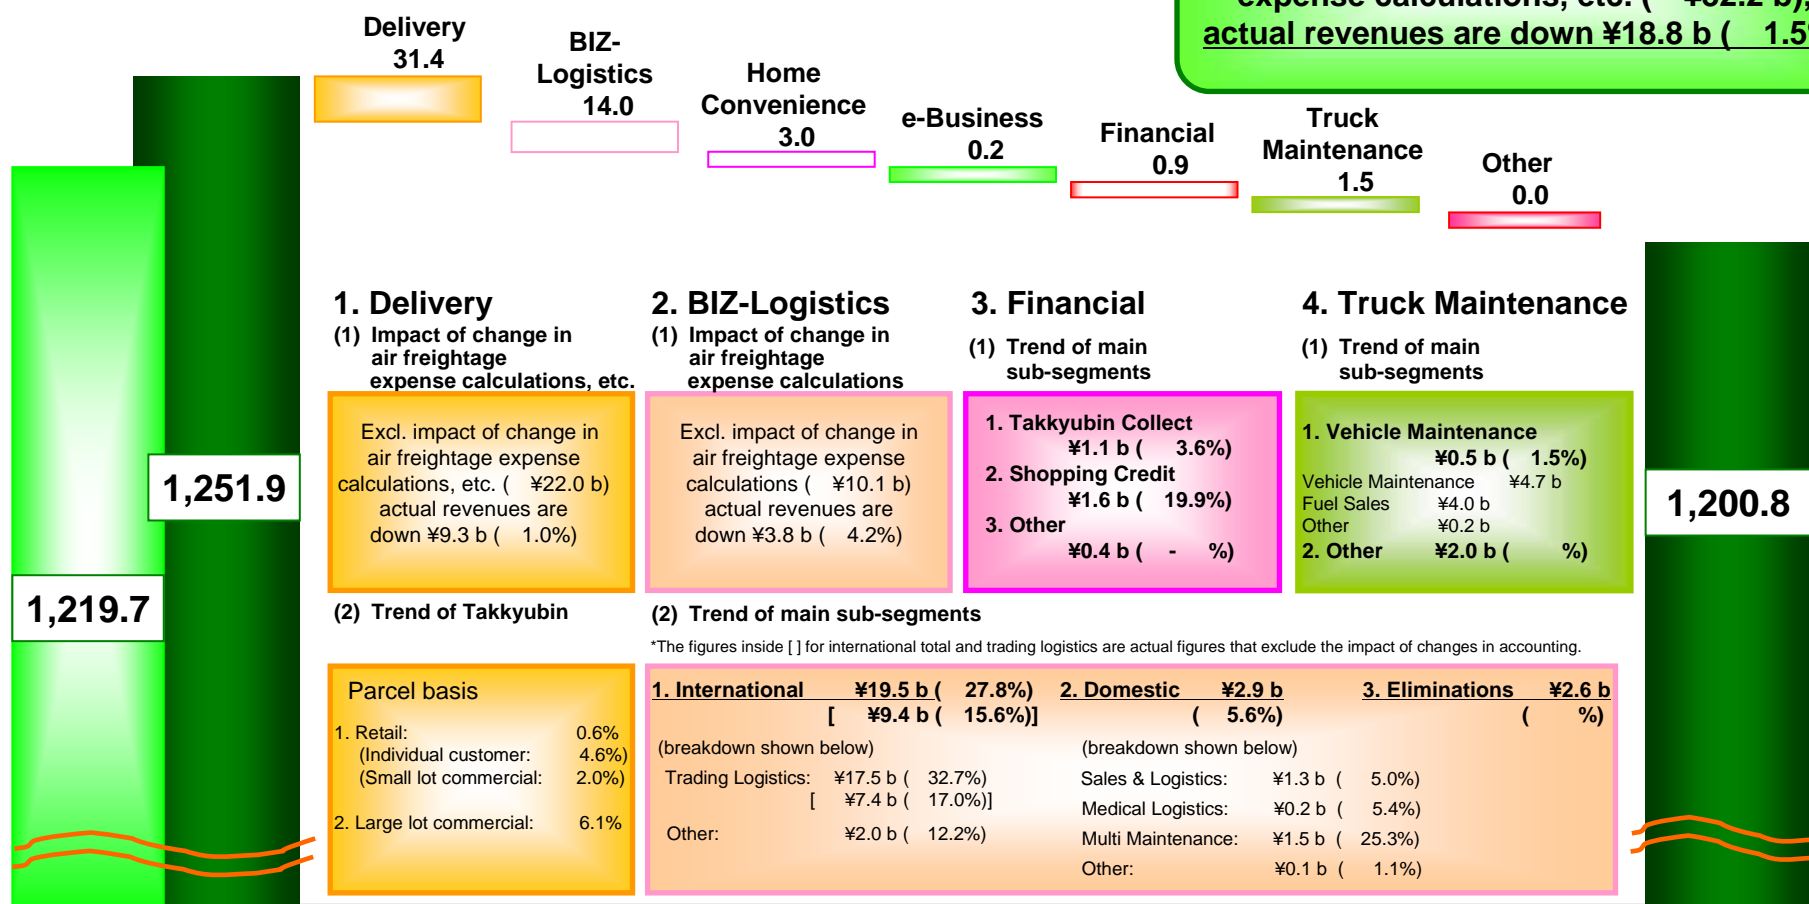 expense calculations, etc. ( ¥32.2 b),
actual revenues are down ¥18.8 b ( 1.5
Delivery
31.4
BIZ-
Logistics
14.0
Home
Convenience
3.0
e-Business
0.2
Financial
0.9
Truck
Maintenance
1.5
Other
0.0
1,219.7
1,251.9
1,200.8
1. Delivery
(1) Impact of change in
air freightage
expense calculations, etc.
Excl. impact of change in
air freightage expense
calculations, etc. ( ¥22.0 b)
actual revenues are
down ¥9.3 b ( 1.0%)
(2) Trend of Takkyubin
Parcel basis
1. Retail: 0.6%
(Individual customer: 4.6%)
(Small lot commercial: 2.0%)
2. Large lot commercial: 6.1%
2. BIZ-Logistics
(1) Impact of change in
air freightage
expense calculations
Excl. impact of change in
air freightage expense
calculations ( ¥10.1 b)
actual revenues are
down ¥3.8 b ( 4.2%)
3. Financial
(1) Trend of main
sub-segments
1. Takkyubin Collect
¥1.1 b ( 3.6%)
2. Shopping Credit
¥1.6 b ( 19.9%)
3. Other
¥0.4 b ( - %)
4. Truck Maintenance
(1) Trend of main
sub-segments
1. Vehicle Maintenance
¥0.5 b ( 1.5%)
Vehicle Maintenance ¥4.7 b
Fuel Sales ¥4.0 b
Other ¥0.2 b
2. Other ¥2.0 b ( %)
(2) Trend of main sub-segments
*The figures inside [ ] for international total and trading logistics are actual figures that exclude the impact of changes in accounting.
1. International ¥19.5 b ( 27.8%)
[ ¥9.4 b ( 15.6%)]
(breakdown shown below)
Trading Logistics: ¥17.5 b ( 32.7%)
[ ¥7.4 b ( 17.0%)]
Other: ¥2.0 b ( 12.2%)
2. Domestic ¥2.9 b
( 5.6%)
(breakdown shown below)
Sales & Logistics: ¥1.3 b ( 5.0%)
Medical Logistics: ¥0.2 b ( 5.4%)
Multi Maintenance: ¥1.5 b ( 25.3%)
Other: ¥0.1 b ( 1.1%)
3. Eliminations ¥2.6 b
( %)